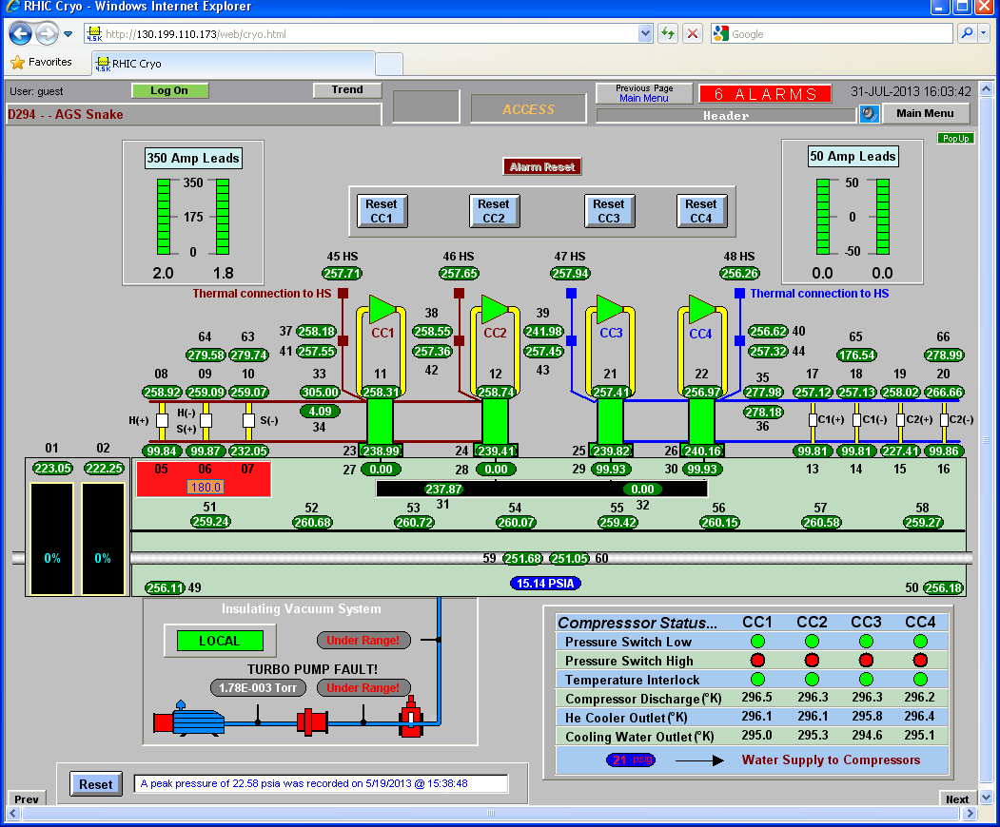 RHIC Cryo - Windows Internet Explorer
http://130.199.110.173/web/cryo.html
Google
Favorites
4.5K RHIC Cryo
User: guest
Log On
Trend
Previous Page
Main Menu
6 ALARMS
31-JUL-2013 16:03:42
D294 - - AGS Snake
ACCESS
Header
Main Menu
PopUp
350 Amp Leads
350
175
0
2.0 1.8
Alarm Reset
Reset CC1
Reset CC2
Reset CC3
Reset CC4
50 Amp Leads
50
0
-50
0.0 0.0
45 HS 46 HS 47 HS 48 HS
257.71 257.65 257.94 256.26
Thermal connection to HS
Thermal connection to HS
37 258.18 38 258.55 39 241.98 256.62 40
41 257.55 257.36 42 257.45 43 257.32 44
CC1 CC2 CC3 CC4
64 63 65 66
279.58 279.74 176.54 278.99
08 09 10 33 11 12 21 22 35 17 18 19 20
258.92 259.09 259.07 305.00 258.31 258.74 257.41 256.97 277.98 257.12 257.13 258.02 266.66
4.09 278.18
34 36
H(+) H(-) S(+) S(-) C1(+) C1(-) C2(+) C2(-)
99.84 99.87 232.05 23 238.99 24 239.41 25 239.82 26 240.16 99.81 99.81 227.41 99.86
01 02
223.05 222.25
05 06 07 27 0.00 28 0.00 29 99.93 30 99.93 13 14 15 16
180.0
237.87 0.00
31 32
51 52 53 54 55 56 57 58
259.24 260.68 260.72 260.07 259.42 260.15 260.58 259.27
0% 0%
59 251.68 251.05 60
15.14 PSIA
256.11 49 50 256.18
Insulating Vacuum System
LOCAL
Under Range!
TURBO PUMP FAULT!
1.78E-003 Torr
Under Range!
Compresssor Status... CC1 CC2 CC3 CC4
Pressure Switch Low
Pressure Switch High
Temperature Interlock
Compressor Discharge(°K) 296.5 296.3 296.3 296.2
He Cooler Outlet(°K) 296.1 296.1 295.8 296.4
Cooling Water Outlet(°K) 295.0 295.3 294.6 295.1
21 psig Water Supply to Compressors
Reset
A peak pressure of 22.58 psia was recorded on 5/19/2013 @ 15:38:48
Prev
Next